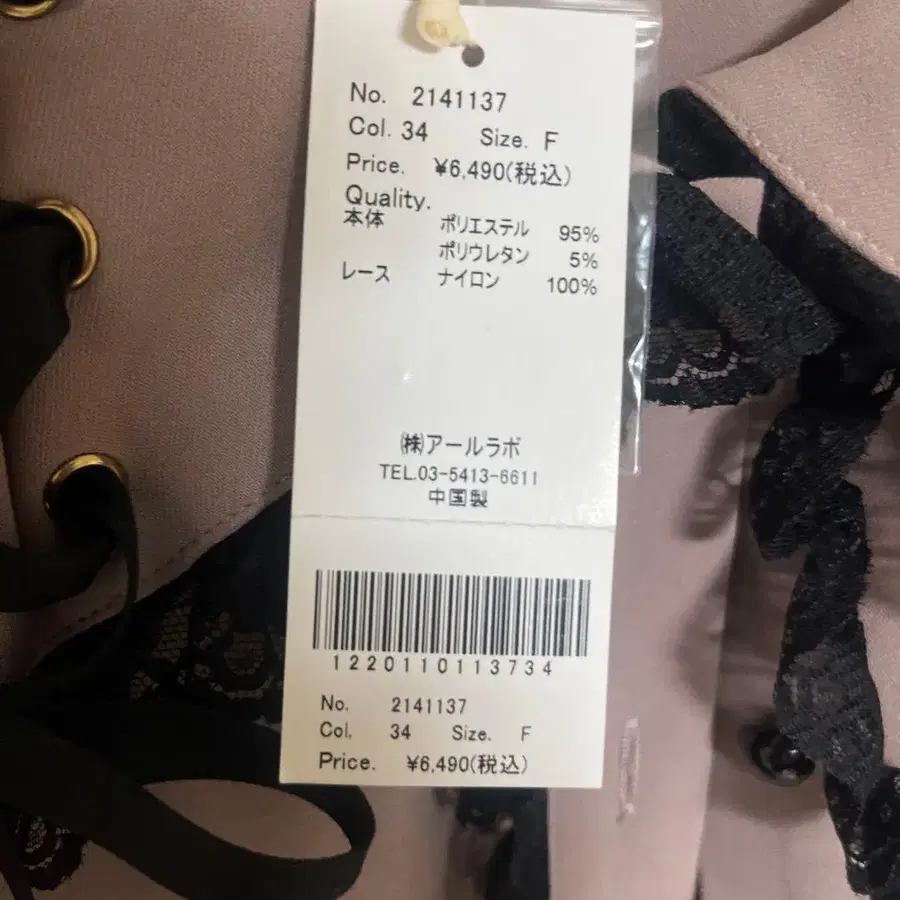 No. 2141137
Col. 34 Size. F
Price. ¥6,490(税込)
Quality.
本体 ポリエステル 95%
ポリウレタン 5%
レース ナイロン 100%
㈱アールラボ
TEL.03-5413-6611
中国製
1220110113734
No. 2141137
Col. 34 Size. F
Price. ¥6,490(税込)